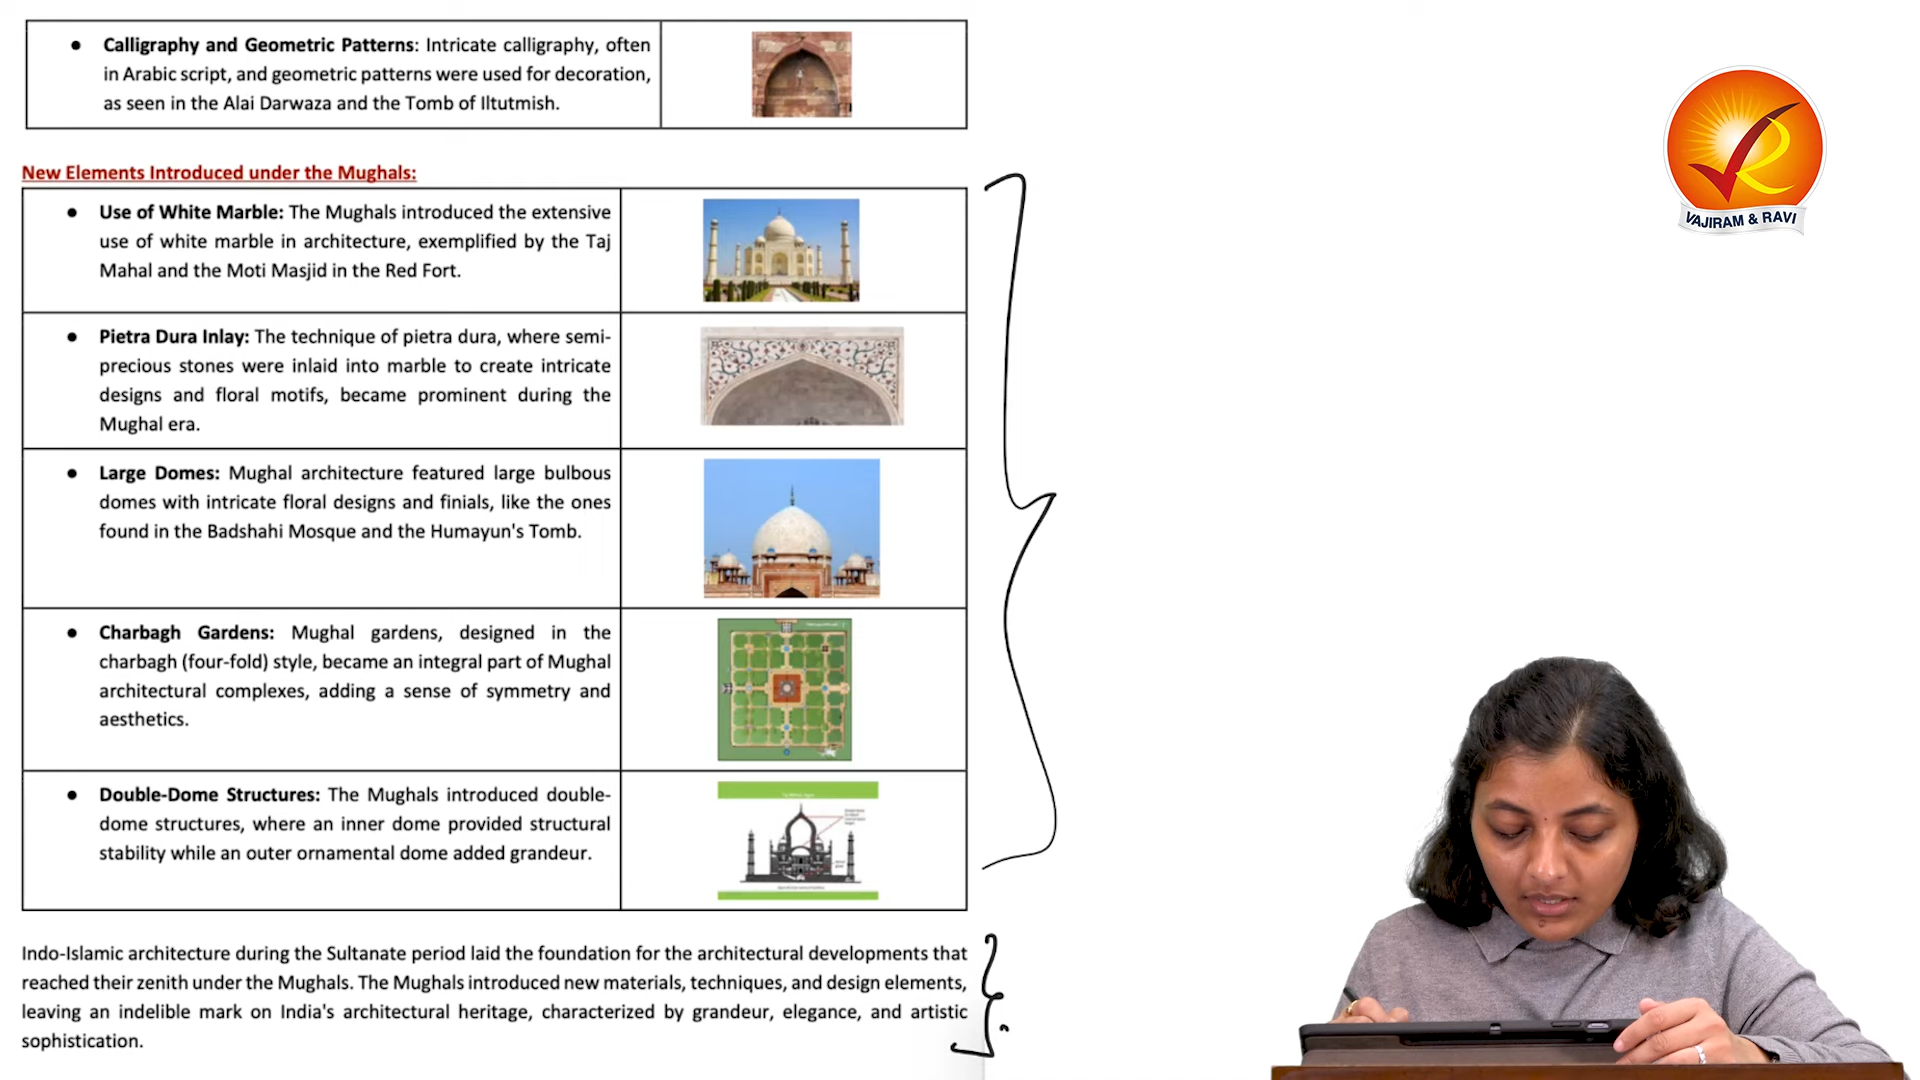 ● Calligraphy and Geometric Patterns: Intricate calligraphy, often
in Arabic script, and geometric patterns were used for decoration,
as seen in the Alai Darwaza and the Tomb of Iltutmish.
New Elements Introduced under the Mughals:
● Use of White Marble: The Mughals introduced the extensive
use of white marble in architecture, exemplified by the Taj
Mahal and the Moti Masjid in the Red Fort.
● Pietra Dura Inlay: The technique of pietra dura, where semi-
precious stones were inlaid into marble to create intricate
designs and floral motifs, became prominent during the
Mughal era.
● Large Domes: Mughal architecture featured large bulbous
domes with intricate floral designs and finials, like the ones
found in the Badshahi Mosque and the Humayun's Tomb.
● Charbagh Gardens: Mughal gardens, designed in the
charbagh (four-fold) style, became an integral part of Mughal
architectural complexes, adding a sense of symmetry and
aesthetics.
● Double-Dome Structures: The Mughals introduced double-
dome structures, where an inner dome provided structural
stability while an outer ornamental dome added grandeur.
Indo-Islamic architecture during the Sultanate period laid the foundation for the architectural developments that
reached their zenith under the Mughals. The Mughals introduced new materials, techniques, and design elements,
leaving an indelible mark on India's architectural heritage, characterized by grandeur, elegance, and artistic
sophistication.
VAJIRAM & RAVI